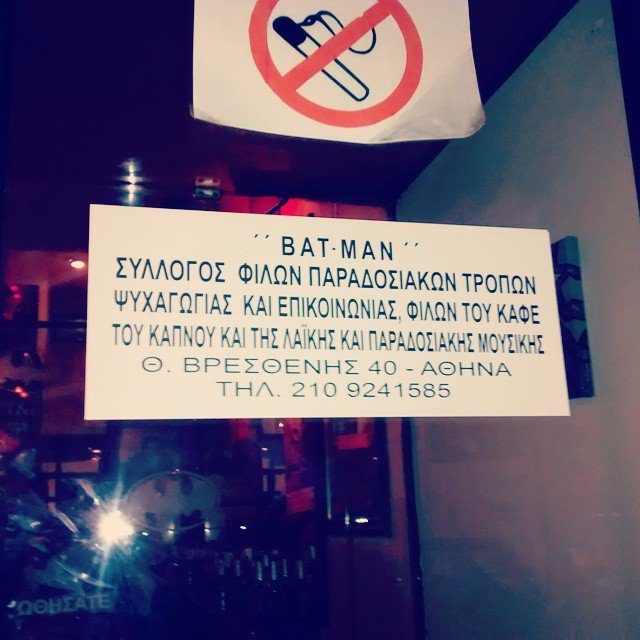 ´´ BAT·MAN ´´
ΣΥΛΛΟΓΟΣ ΦΙΛΩΝ ΠΑΡΑΔΟΣΙΑΚΩΝ ΤΡΟΠΩΝ
ΨΥΧΑΓΩΓΙΑΣ ΚΑΙ ΕΠΙΚΟΙΝΩΝΙΑΣ, ΦΙΛΩΝ ΤΟΥ ΚΑΦΕ
ΤΟΥ ΚΑΠΝΟΥ ΚΑΙ ΤΗΣ ΛΑΪΚΗΣ ΚΑΙ ΠΑΡΑΔΟΣΙΑΚΗΣ ΜΟΥΣΙΚΗΣ
Θ. ΒΡΕΣΘΕΝΗΣ 40 - ΑΘΗΝΑ
ΤΗΛ. 210 9241585
ΩΘΗΣΑΤΕ